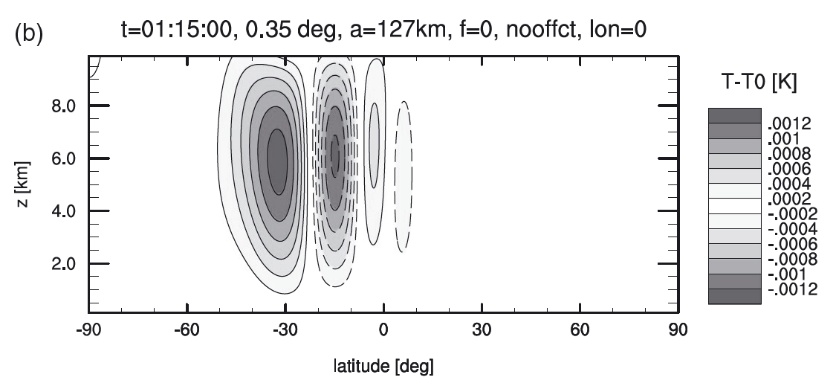 (b)
t=01:15:00, 0.35 deg, a=127km, f=0, nooffct, lon=0
T-T0 [K]
.0012
.001
.0008
.0006
.0004
.0002
-.0002
-.0004
-.0006
-.0008
-.001
-.0012
z [km]
8.0
6.0
4.0
2.0
-90 -60 -30 0 30 60 90
latitude [deg]